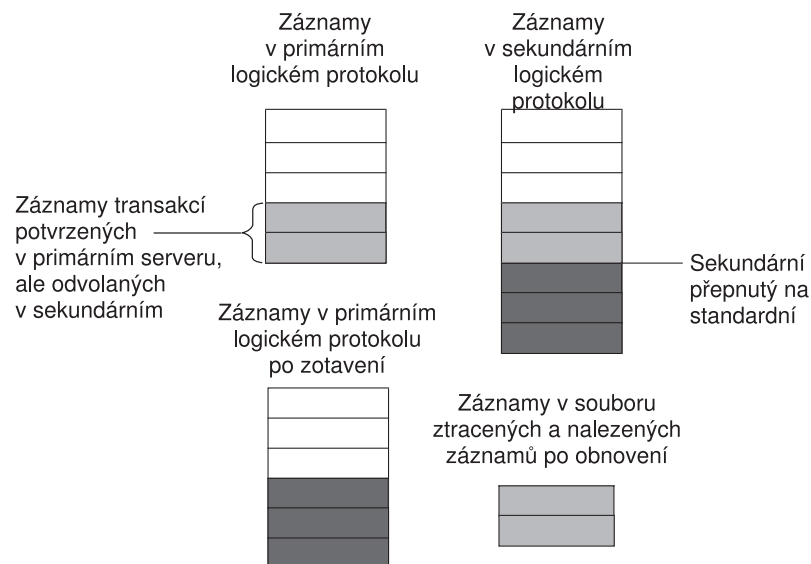 Záznamy
v primárním
logickém protokolu
Záznamy
v sekundárním
logickém
protokolu
Záznamy transakcí
potvrzených
v primárním serveru,
ale odvolaných
v sekundárním
Sekundární
přepnutý na
standardní
Záznamy v primárním
logickém protokolu
po zotavení
Záznamy v souboru
ztracených a nalezených
záznamů po obnovení